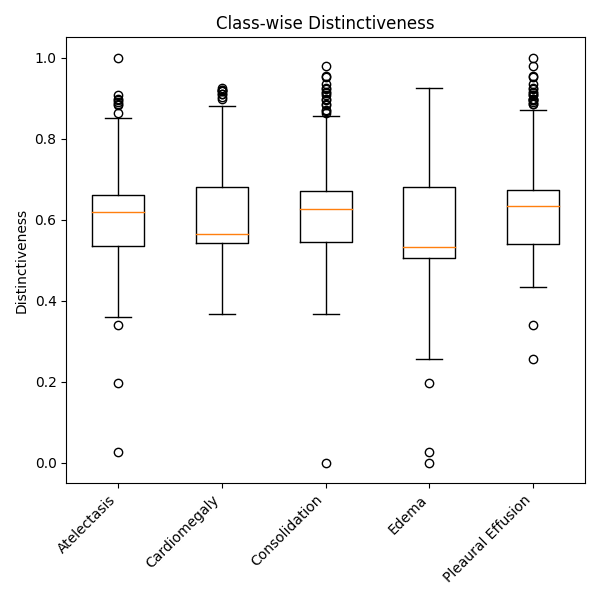 Class-wise Distinctiveness
Distinctiveness
1.0
0.8
0.6
0.4
0.2
0.0
Atelectasis
Cardiomegaly
Consolidation
Edema
Pleaural Effusion